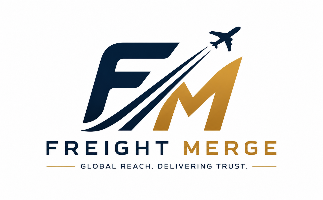 FM
FREIGHT MERGE
GLOBAL REACH. DELIVERING TRUST.